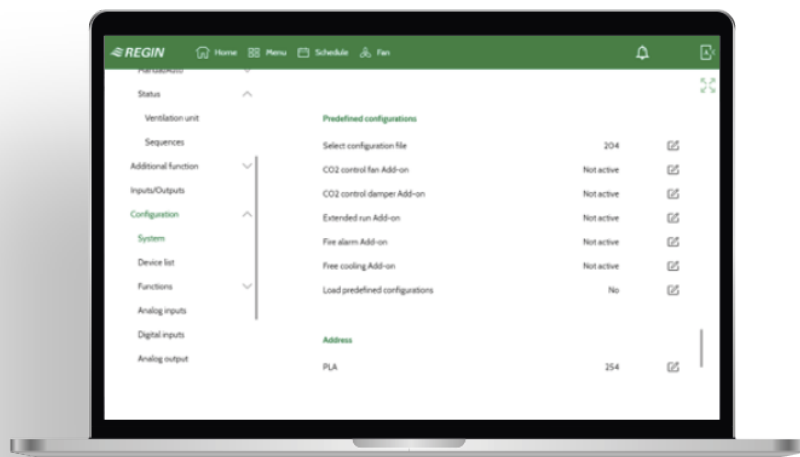 REGIN Home Menu Schedule Fan
Manual/Auto
Status
Ventilation unit
Sequences
Additional function
Inputs/Outputs
Configuration
System
Device list
Functions
Analog inputs
Digital inputs
Analog output
Predefined configurations
Select configuration file 204
CO2 control fan Add-on Not active
CO2 control damper Add-on Not active
Extended run Add-on Not active
Fire alarm Add-on Not active
Free cooling Add-on Not active
Load predefined configurations No
Address
PLA 254